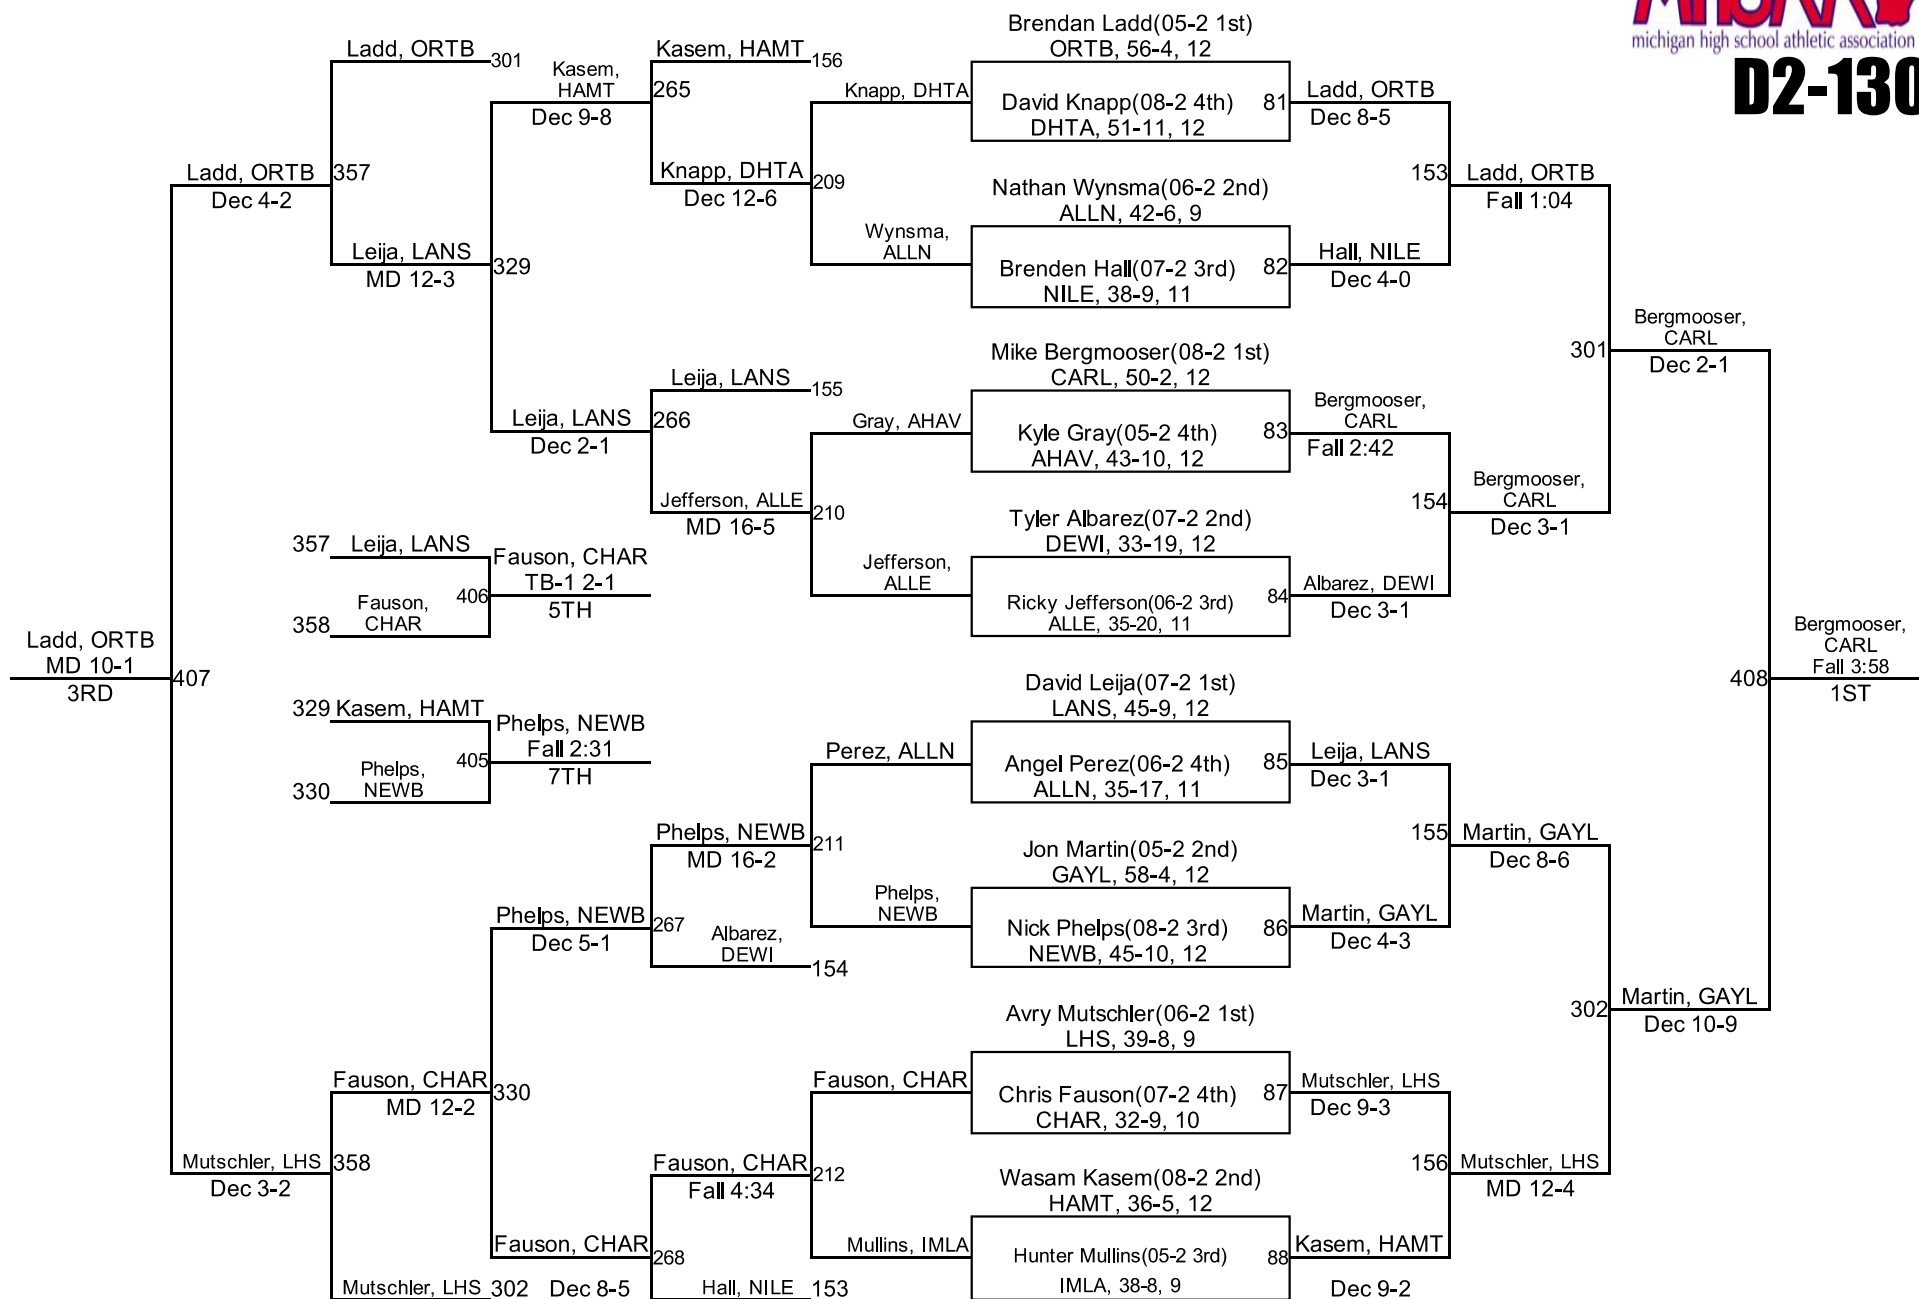 MHSAA
michigan high school athletic association
D2-130
Ladd, ORTB
301
Kasem,
HAMT
Dec 9-8
Kasem, HAMT
156
265
Knapp, DHTA
Brendan Ladd(05-2 1st)
ORTB, 56-4, 12
David Knapp(08-2 4th)
DHTA, 51-11, 12
81
Ladd, ORTB
Dec 8-5
Ladd, ORTB
Dec 4-2
357
Knapp, DHTA
Dec 12-6
209
Nathan Wynsma(06-2 2nd)
ALLN, 42-6, 9
153
Ladd, ORTB
Fall 1:04
Leija, LANS
MD 12-3
329
Wynsma,
ALLN
Brenden Hall(07-2 3rd)
NILE, 38-9, 11
82
Hall, NILE
Dec 4-0
Mike Bergmooser(08-2 1st)
CARL, 50-2, 12
301
Bergmooser,
CARL
Dec 2-1
Leija, LANS
155
Leija, LANS
Dec 2-1
266
Gray, AHAV
Kyle Gray(05-2 4th)
AHAV, 43-10, 12
83
Bergmooser,
CARL
Fall 2:42
Jefferson, ALLE
MD 16-5
210
Tyler Albarez(07-2 2nd)
DEWI, 33-19, 12
154
Bergmooser,
CARL
Dec 3-1
357
Leija, LANS
Fauson, CHAR
TB-1 2-1
5TH
406
358
Fauson,
CHAR
Jefferson,
ALLE
Ricky Jefferson(06-2 3rd)
ALLE, 35-20, 11
84
Albarez, DEWI
Dec 3-1
Ladd, ORTB
MD 10-1
3RD
407
David Leija(07-2 1st)
LANS, 45-9, 12
408
Bergmooser,
CARL
Fall 3:58
1ST
329
Kasem, HAMT
Phelps, NEWB
Fall 2:31
7TH
405
330
Phelps,
NEWB
Perez, ALLN
Angel Perez(06-2 4th)
ALLN, 35-17, 11
85
Leija, LANS
Dec 3-1
Phelps, NEWB
MD 16-2
211
Jon Martin(05-2 2nd)
GAYL, 58-4, 12
155
Martin, GAYL
Dec 8-6
Phelps, NEWB
Dec 5-1
267
Albarez,
DEWI
154
Phelps,
NEWB
Nick Phelps(08-2 3rd)
NEWB, 45-10, 12
86
Martin, GAYL
Dec 4-3
Avry Mutschler(06-2 1st)
LHS, 39-8, 9
302
Martin, GAYL
Dec 10-9
Fauson, CHAR
MD 12-2
330
Fauson, CHAR
Chris Fauson(07-2 4th)
CHAR, 32-9, 10
87
Mutschler, LHS
Dec 9-3
Mutschler, LHS
Dec 3-2
358
Fauson, CHAR
Fall 4:34
212
Wasam Kasem(08-2 2nd)
HAMT, 36-5, 12
156
Mutschler, LHS
MD 12-4
Fauson, CHAR
Dec 8-5
268
Mullins, IMLA
Hunter Mullins(05-2 3rd)
IMLA, 38-8, 9
88
Kasem, HAMT
Dec 9-2
Mutschler, LHS
302
Hall, NILE
153